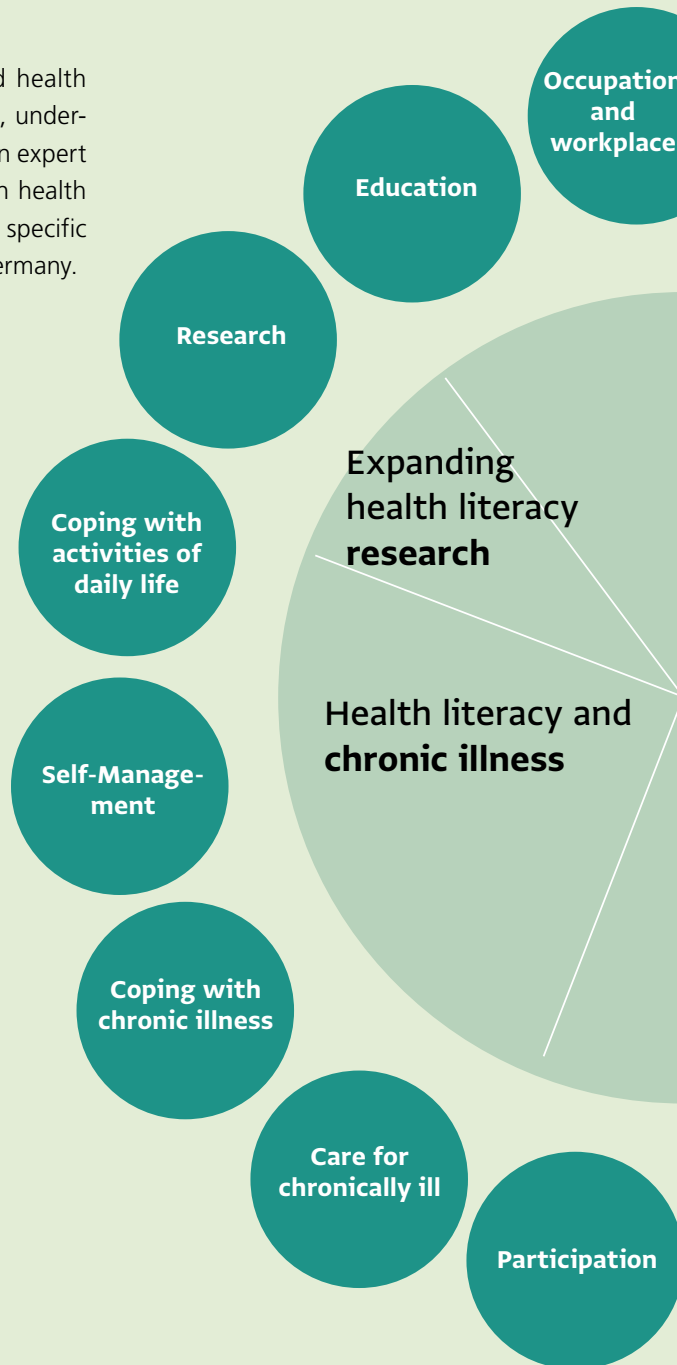 d health
, under-
n expert
n health
specific
ermany.
Occupation
and
workplace
Education
Research
Expanding
health literacy
research
Coping with
activities of
daily life
Health literacy and
chronic illness
Self-Manage-
ment
Coping with
chronic illness
Care for
chronically ill
Participation